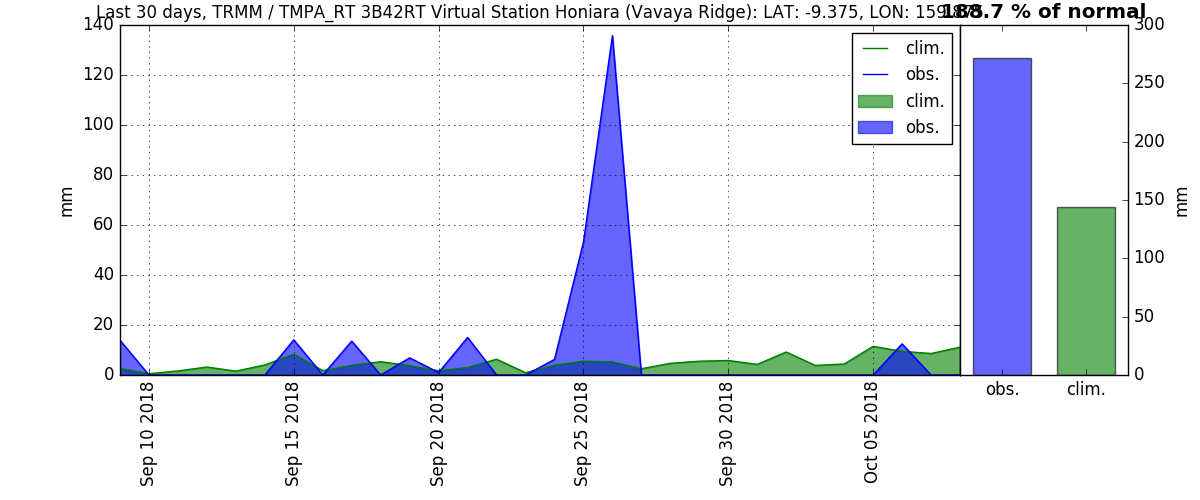 Last 30 days, TRMM / TMPA_RT 3B42RT Virtual Station Honiara (Vavaya Ridge): LAT: -9.375, LON:
188.7 % of normal
140
120
100
80
60
40
20
0
mm
clim.
obs.
clim.
obs.
Sep 10 2018
Sep 15 2018
Sep 20 2018
Sep 25 2018
Sep 30 2018
Oct 05 2018
300
250
200
150
100
50
0
mm
obs.
clim.